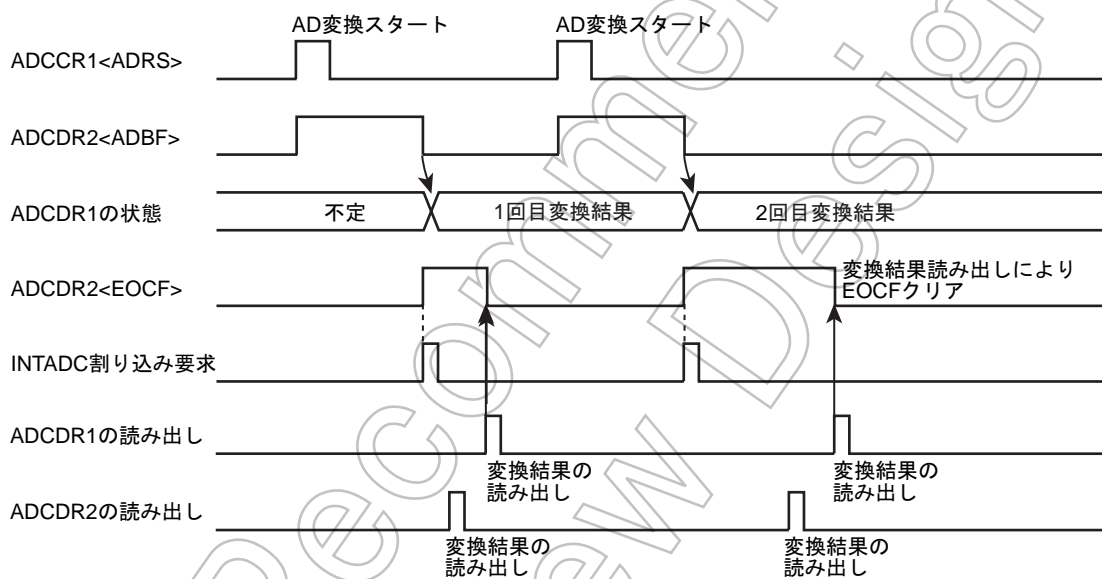 AD変換スタート
AD変換スタート
ADCCR1<ADRS>
ADCDR2<ADBF>
ADCDR1の状態
不定
1回目変換結果
2回目変換結果
ADCDR2<EOCF>
変換結果読み出しにより
EOCFクリア
INTADC割り込み要求
ADCDR1の読み出し
変換結果の
読み出し
変換結果の
読み出し
ADCDR2の読み出し
変換結果の
読み出し
変換結果の
読み出し